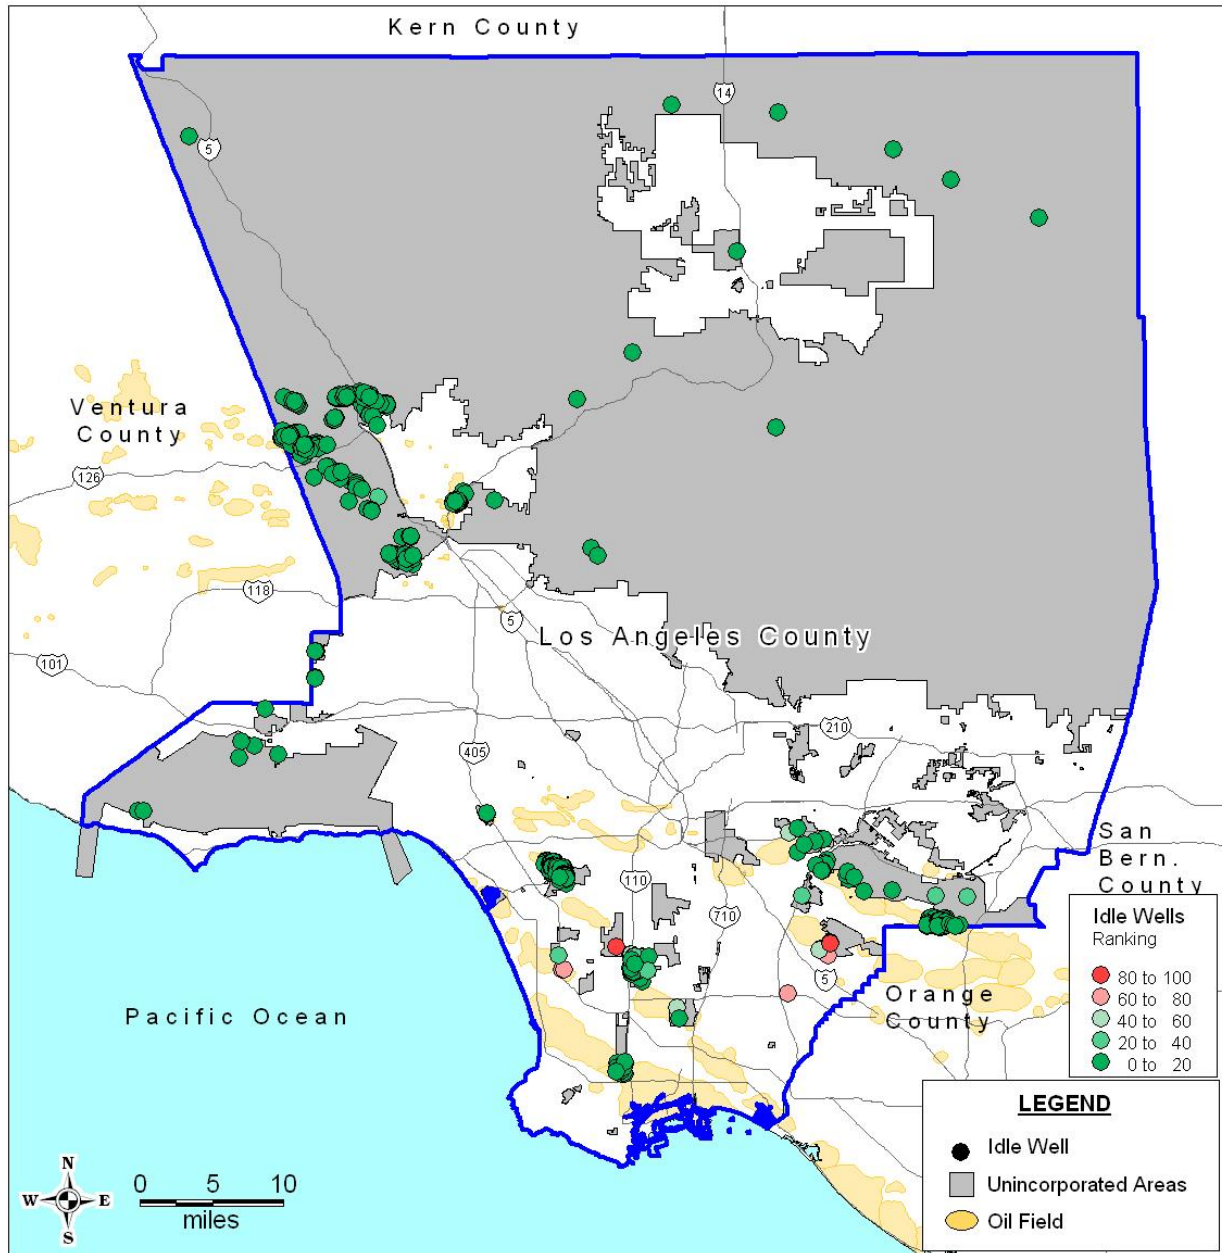 Kern County
14
5
Ventura
County
126
118
5
Los Angeles County
101
210
405
San
Bern.
County
110
710
Idle Wells
Ranking
80 to 100
60 to 80
40 to 60
20 to 40
0 to 20
5
Orange
County
Pacific Ocean
LEGEND
Idle Well
Unincorporated Areas
Oil Field
N
W E
S
0 5 10
miles